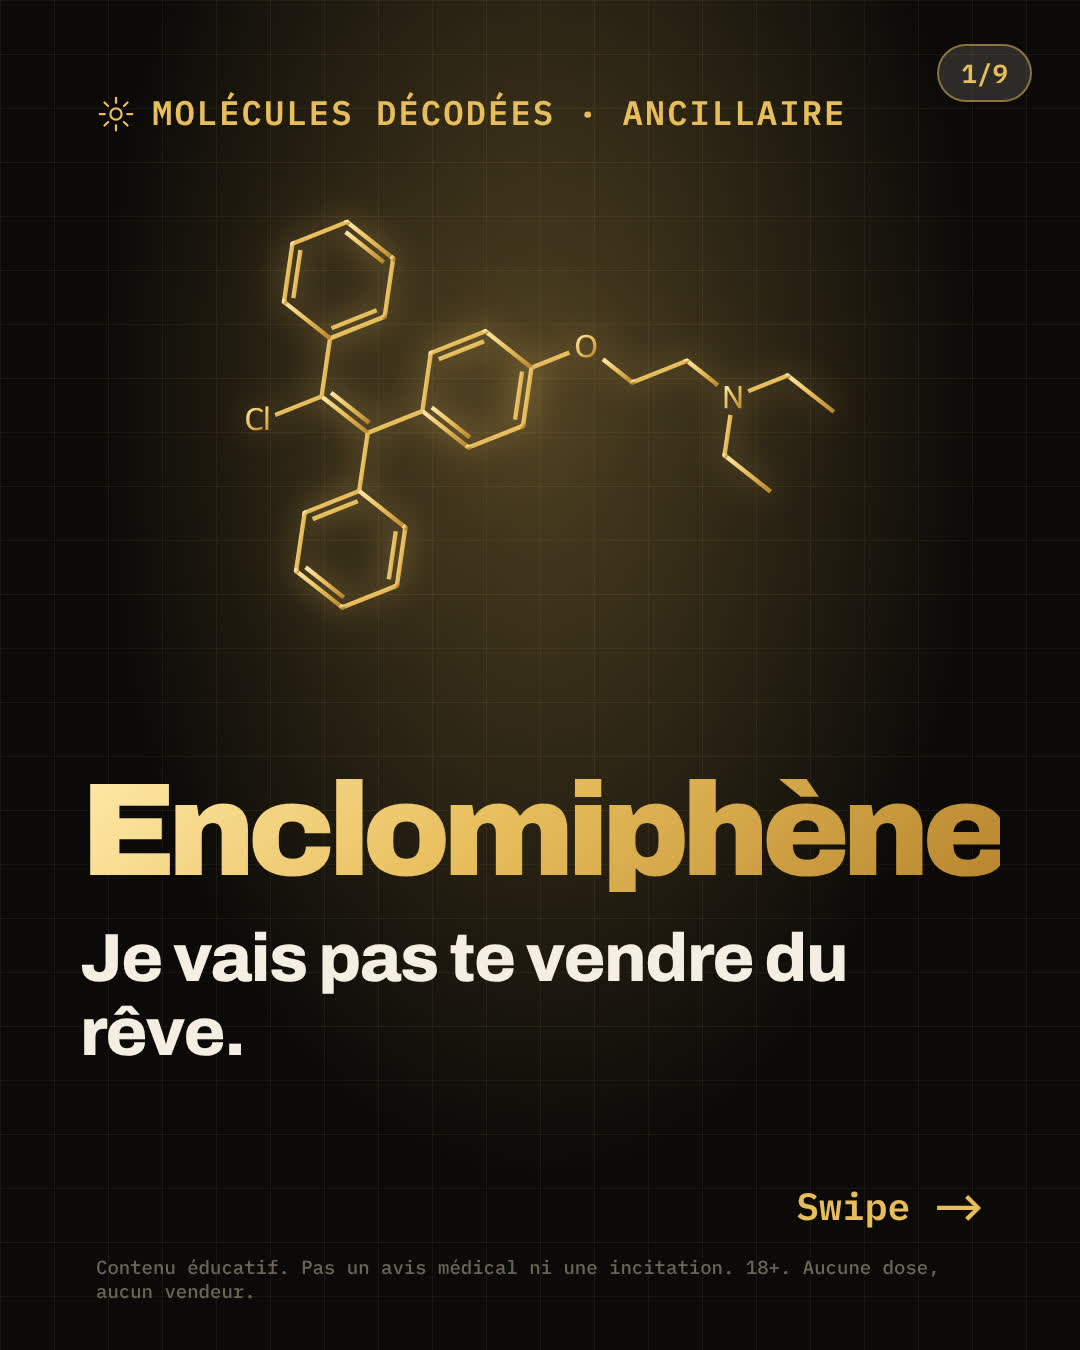 1/9
MOLÉCULES DÉCODÉES · ANCILLAIRE
O
N
Cl
Enclomiphène
Je vais pas te vendre du
rêve.
Swipe →
Contenu éducatif. Pas un avis médical ni une incitation. 18+. Aucune dose,
aucun vendeur.